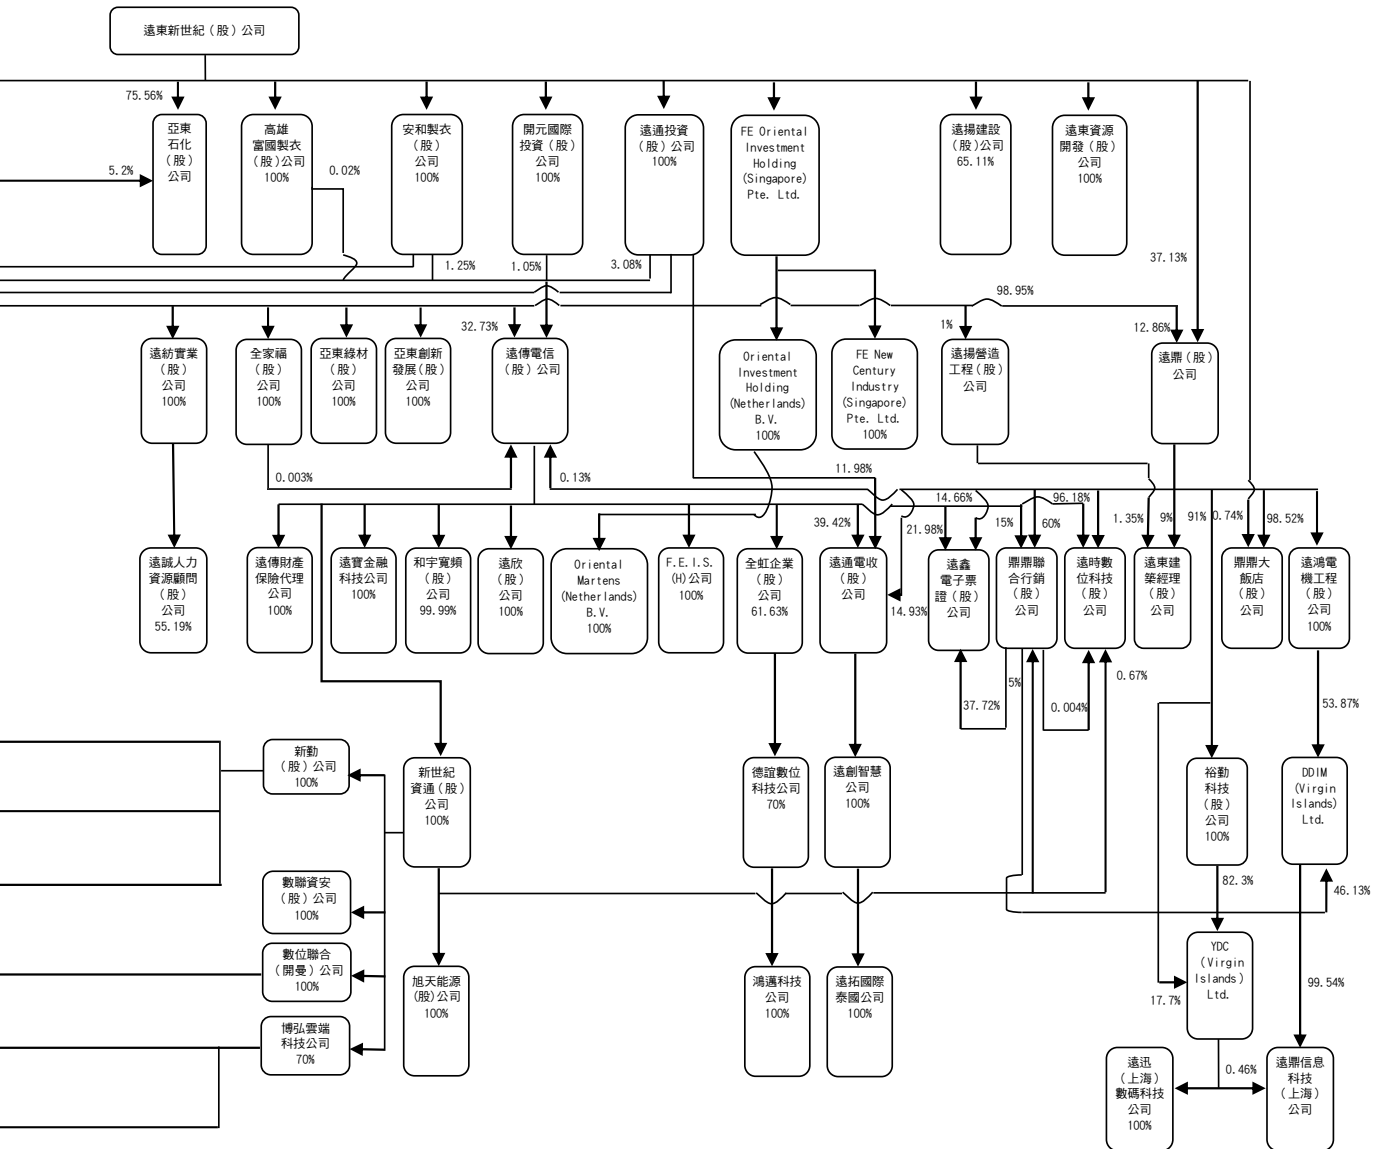 遠東新世紀（股）公司
75.56%
亞東
石化
（股）
公司
5.2%
高雄
富國製衣
（股)公司
100%
0.02%
安和製衣
（股）
公司
100%
1.25%
開元國際
投資（股）
公司
100%
1.05%
遠通投資
（股）公司
100%
3.08%
FE Oriental
Investment
Holding
(Singapore)
Pte. Ltd.
遠揚建設
（股)公司
65.11%
遠東資源
開發（股）
公司
100%
37.13%
98.95%
32.73%
1%
12.86%
遠紡實業
（股）
公司
100%
全家福
（股）
公司
100%
亞東綠材
（股）
公司
100%
亞東創新
發展(股）
公司
100%
遠傳電信
（股）公司
Oriental
Investment
Holding
(Netherlands)
B.V.
100%
FE New
Century
Industry
(Singapore)
Pte. Ltd.
100%
遠揚營造
工程（股）
公司
遠鼎（股）
公司
0.003%
0.13%
11.98%
14.66%
96.18%
39.42%
21.98%
15%
60%
1.35%
9%
91%
0.74%
98.52%
遠誠人力
資源顧問
（股）
公司
55.19%
遠傳財產
保險代理
公司
100%
遠寶金融
科技公司
100%
和宇寬頻
（股）
公司
99.99%
遠欣
（股）
公司
100%
Oriental
Martens
(Netherlands)
B.V.
100%
F.E.I.S.
(H)公司
100%
全虹企業
（股）
公司
61.63%
遠通電收
（股）
公司
14.93%
遠鑫
電子票
證（股）
公司
鼎鼎聯
合行銷
（股）
公司
遠時數
位科技
（股）
公司
遠東建
築經理
（股）
公司
鼎鼎大
飯店
（股）
公司
遠鴻電
機工程
（股）
公司
100%
37.72%
5%
0.004%
0.67%
53.87%
新勤
（股）公司
100%
新世紀
資通（股）
公司
100%
德誼數位
科技公司
70%
遠創智慧
公司
100%
裕勤
科技
（股）
公司
100%
DDIM
(Virgin
Islands)
Ltd.
數聯資安
（股）公司
100%
82.3%
46.13%
數位聯合
（開曼）公司
100%
旭天能源
(股)公司
100%
鴻邁科技
公司
100%
遠拓國際
泰國公司
100%
YDC
（Virgin
Islands）
Ltd.
17.7%
99.54%
博弘雲端
科技公司
70%
遠迅
（上海）
數碼科技
公司
100%
0.46%
遠鼎信息
科技
（上海）
公司